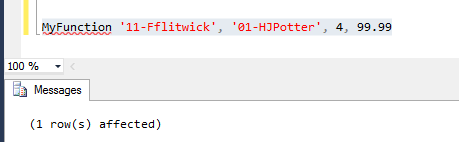 MyFunction '11-Fflitwick', '01-HJPotter', 4, 99.99
100 %
Messages
(1 row(s) affected)